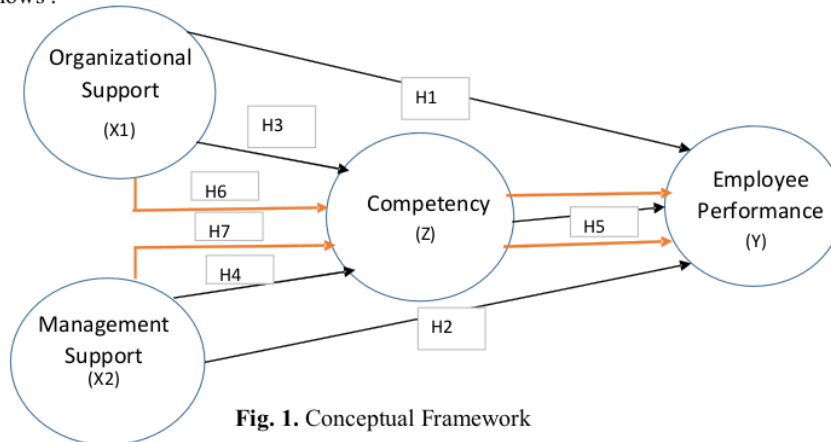 Organizational
Support
(X1)
H1
H3
H6
Competency
(Z)
Employee
Performance
(Y)
H7
H5
H4
Management
Support
(X2)
H2
Fig. 1. Conceptual Framework